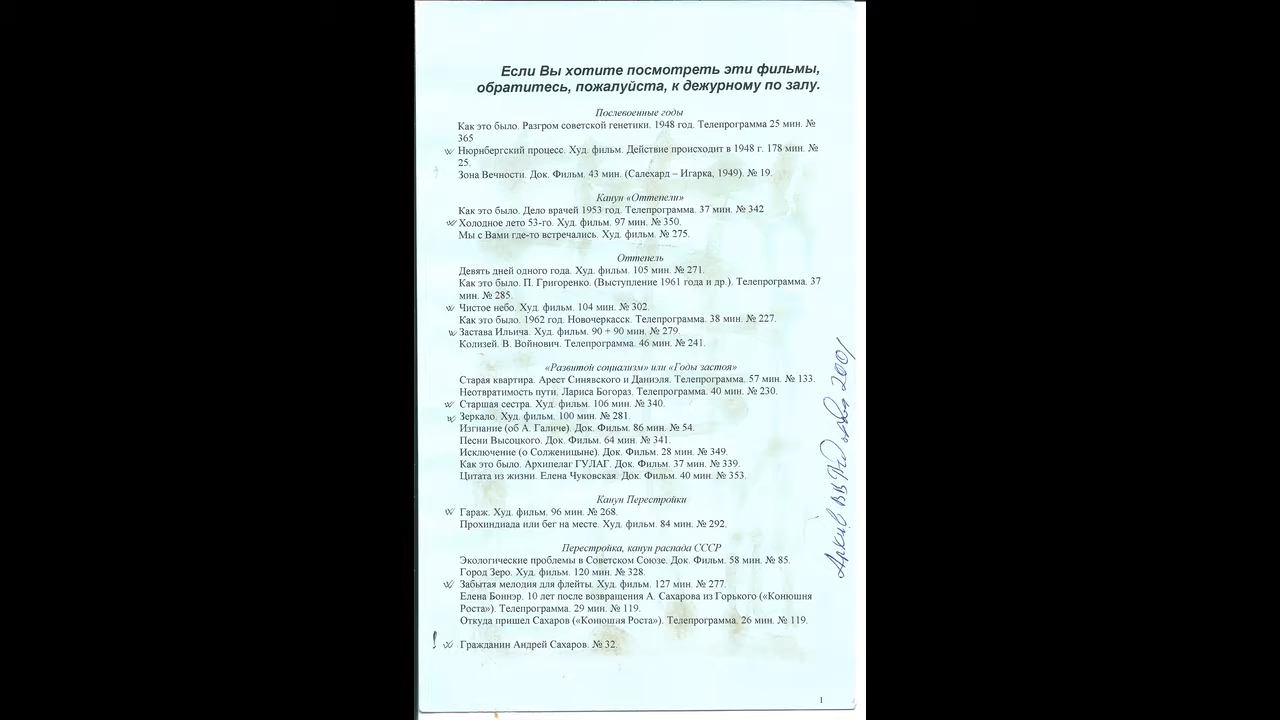 Если Вы хотите посмотреть эти фильмы,
обратитесь, пожалуйста, к дежурному по залу.
Послевоенные годы
Как это было. Разгром советской генетики. 1948 год. Телепрограмма 25 мин. №
365
Нюрнбергский процесс. Худ. фильм. Действие происходит в 1948 г. 178 мин. №
25.
Зона Вечности. Док. Фильм. 43 мин. (Салехард – Игарка, 1949). № 19.
Канун «Оттепели»
Как это было. Дело врачей 1953 год. Телепрограмма. 37 мин. № 342
Холодное лето 53-го. Худ. фильм. 97 мин. № 350.
Мы с Вами где-то встречались. Худ. фильм. № 275.
Оттепель
Девять дней одного года. Худ. фильм. 105 мин. № 271.
Как это было. П. Григоренко. (Выступление 1961 года и др.). Телепрограмма. 37
мин. № 285.
Чистое небо. Худ. фильм. 104 мин. № 302.
Как это было. 1962 год. Новочеркасск. Телепрограмма. 38 мин. № 227.
Застава Ильича. Худ. фильм. 90 + 90 мин. № 279.
Колизей. В. Войнович. Телепрограмма. 46 мин. № 241.
«Развитой социализм» или «Годы застоя»
Старая квартира. Арест Синявского и Даниэля. Телепрограмма. 57 мин. № 133.
Неотвратимость пути. Лариса Богораз. Телепрограмма. 40 мин. № 230.
Старшая сестра. Худ. фильм. 106 мин. № 340.
Зеркало. Худ. фильм. 100 мин. № 281.
Изгнание (об А. Галиче). Док. Фильм. 86 мин. № 54.
Песни Высоцкого. Док. Фильм. 64 мин. № 341.
Исключение (о Солженицыне). Док. Фильм. 28 мин. № 349.
Как это было. Архипелаг ГУЛАГ. Док. Фильм. 37 мин. № 339.
Цитата из жизни. Елена Чуковская. Док. Фильм. 40 мин. № 353.
Канун Перестройки
Гараж. Худ. фильм. 96 мин. № 268.
Прохиндиада или бег на месте. Худ. фильм. 84 мин. № 292.
Перестройка, канун распада СССР
Экологические проблемы в Советском Союзе. Док. Фильм. 58 мин. № 85.
Город Зеро. Худ. фильм. 120 мин. № 328.
Забытая мелодия для флейты. Худ. фильм. 127 мин. № 277.
Елена Боннэр. 10 лет после возвращения А. Сахарова из Горького («Конюшня
Роста»). Телепрограмма. 29 мин. № 119.
Откуда пришел Сахаров («Конюшня Роста»). Телепрограмма. 26 мин. № 119.
! Гражданин Андрей Сахаров. № 32.
1
Архив 2001